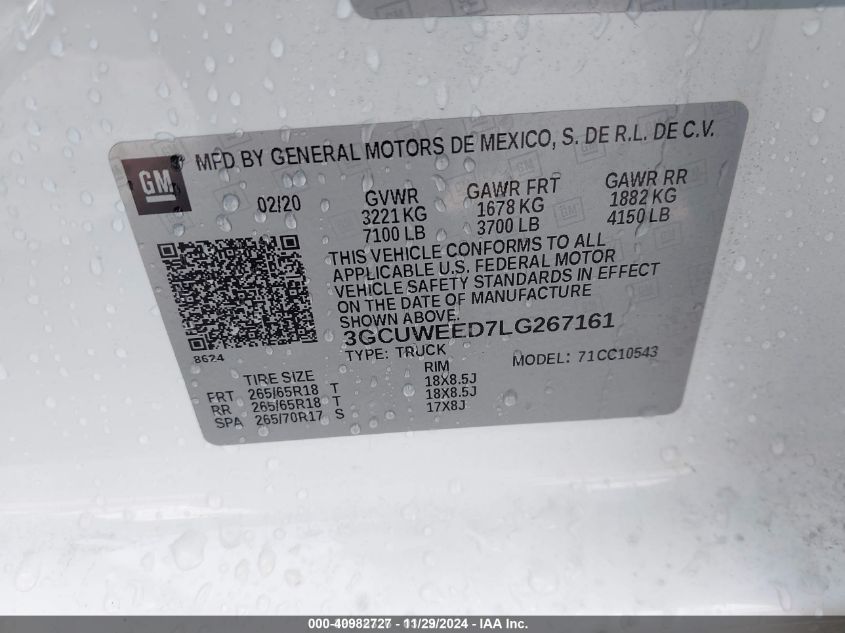 GM
MFD BY GENERAL MOTORS DE MEXICO, S. DE R.L. DE C.V.
02/20 GVWR GAWR FRT GAWR RR
3221 KG 1678 KG 1882 KG
7100 LB 3700 LB 4150 LB
THIS VEHICLE CONFORMS TO ALL
APPLICABLE U.S. FEDERAL MOTOR
VEHICLE SAFETY STANDARDS IN EFFECT
ON THE DATE OF MANUFACTURE
SHOWN ABOVE.
3GCUWEED7LG267161
8624 TYPE: TRUCK MODEL: 71CC10543
TIRE SIZE RIM
FRT 265/65R18 T 18X8.5J
RR 265/65R18 T 18X8.5J
SPA 265/70R17 S 17X8J
000-40982727 - 11/29/2024 - IAA Inc.